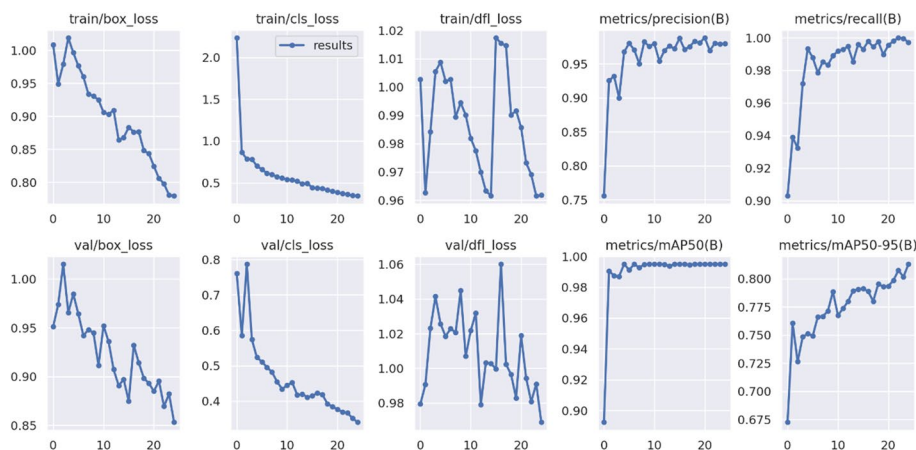 train/box_loss
1.00
0.95
0.90
0.85
0.80
0 10 20
train/cls_loss
results
2.0
1.5
1.0
0.5
0 10 20
train/dfl_loss
1.02
1.01
1.00
0.99
0.98
0.97
0.96
0 10 20
metrics/precision(B)
0.95
0.90
0.85
0.80
0.75
0 10 20
metrics/recall(B)
1.00
0.98
0.96
0.94
0.92
0.90
0 10 20
val/box_loss
1.00
0.95
0.90
0.85
0 10 20
val/cls_loss
0.8
0.7
0.6
0.5
0.4
0 10 20
val/dfl_loss
1.06
1.04
1.02
1.00
0.98
0 10 20
metrics/mAP50(B)
1.00
0.98
0.96
0.94
0.92
0.90
0 10 20
metrics/mAP50-95(B)
0.800
0.775
0.750
0.725
0.700
0.675
0 10 20